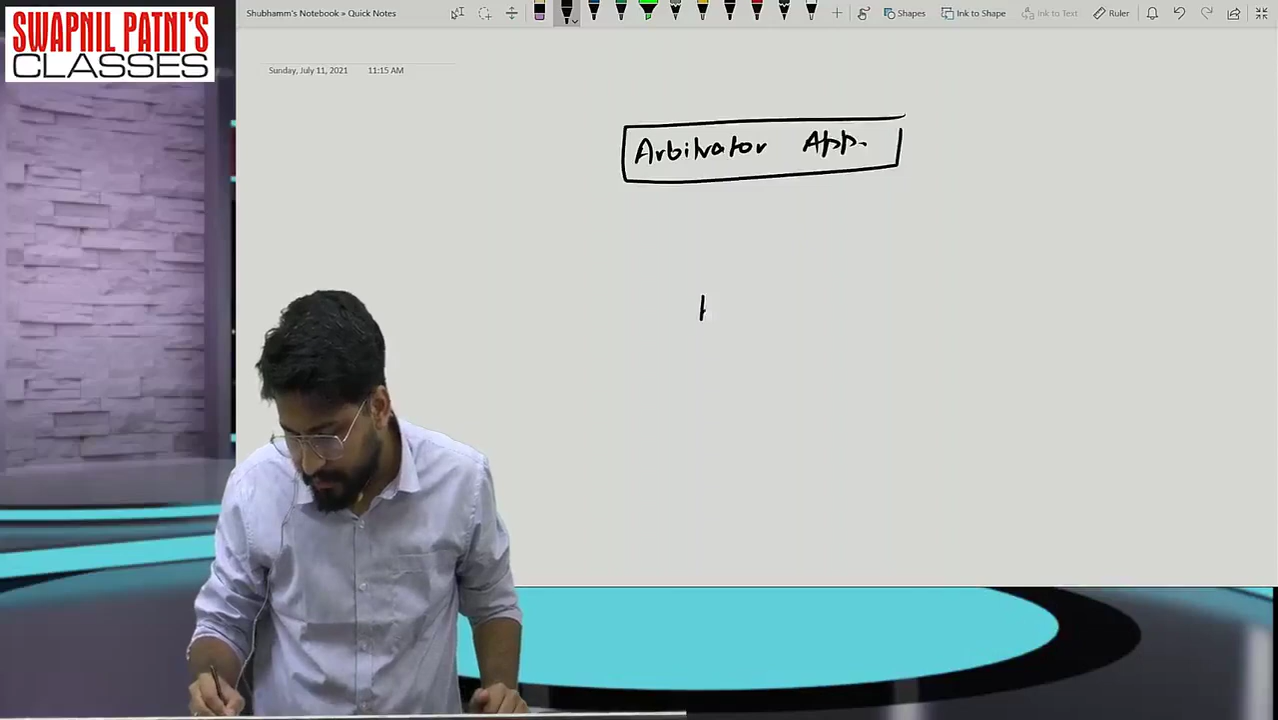 SWAPNIL PATNI'S
CLASSES
Shubhamm's Notebook » Quick Notes
Shapes
Ink to Shape
Ink to Text
Ruler
Sunday, July 11, 2021 11:15 AM
Arbitrator App.